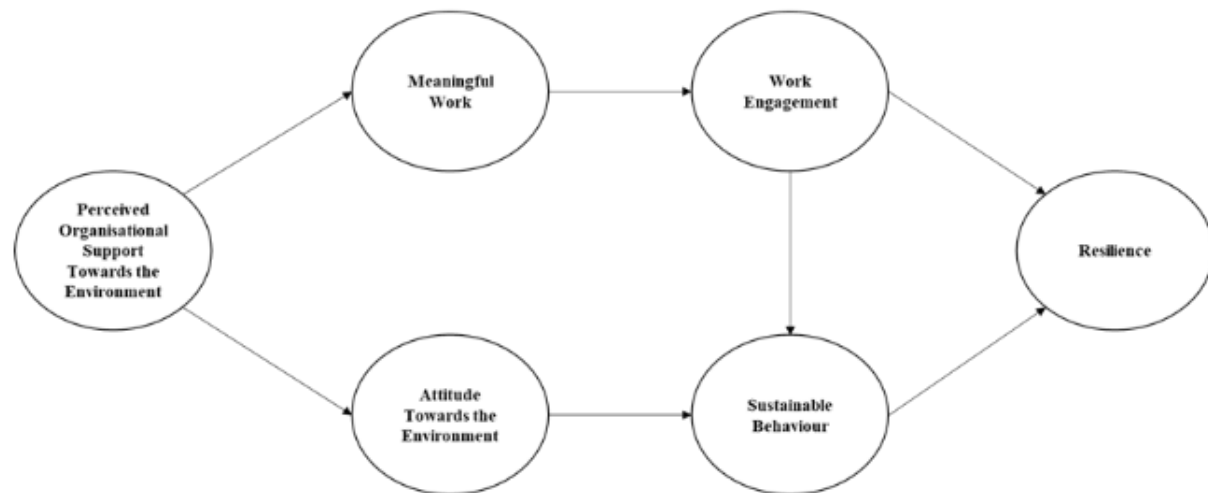 Meaningful
Work
Work
Engagement
Perceived
Organisational
Support
Towards the
Environment
Resilience
Attitude
Towards the
Environment
Sustainable
Behaviour